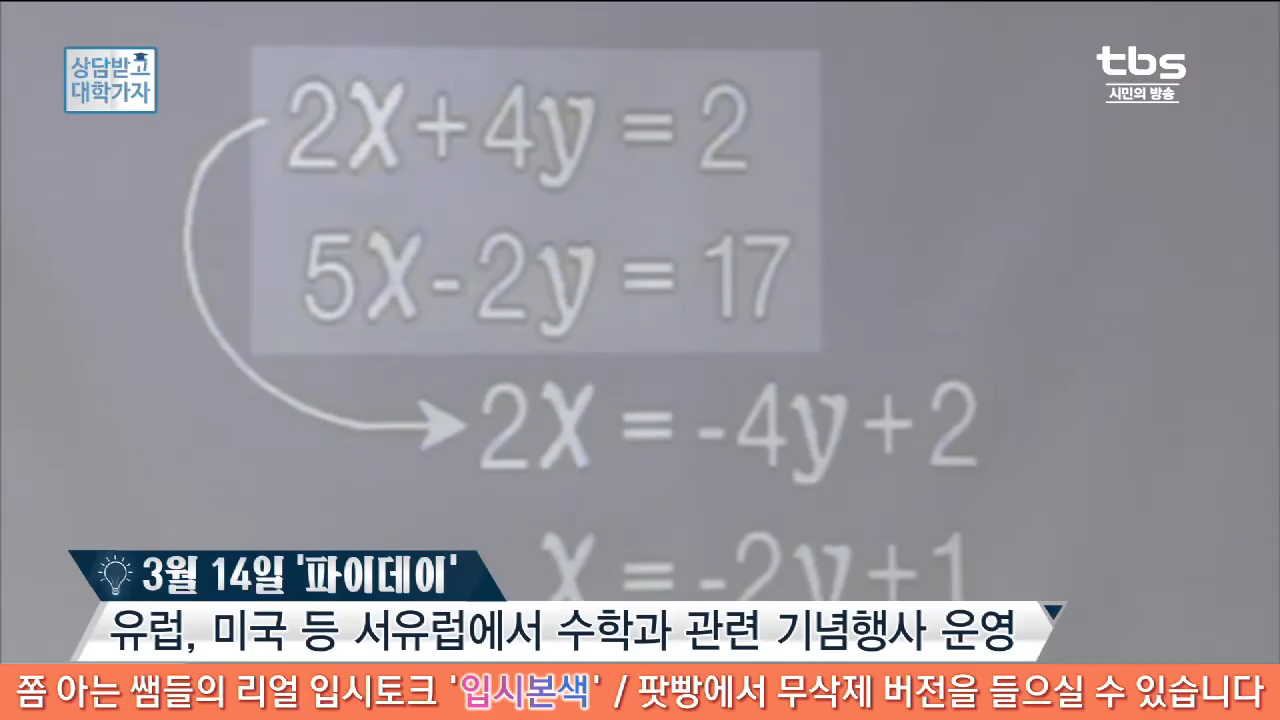 상담받고
대학가자
tbs
시민의 방송
2x+4y=2
5x-2y=17
2x=-4y+2
x=-2y+1
3월 14일 '파이데이'
유럽, 미국 등 서유럽에서 수학과 관련 기념행사 운영
쫌 아는 쌤들의 리얼 입시토크 '입시본색' / 팟빵에서 무삭제 버전을 들으실 수 있습니다